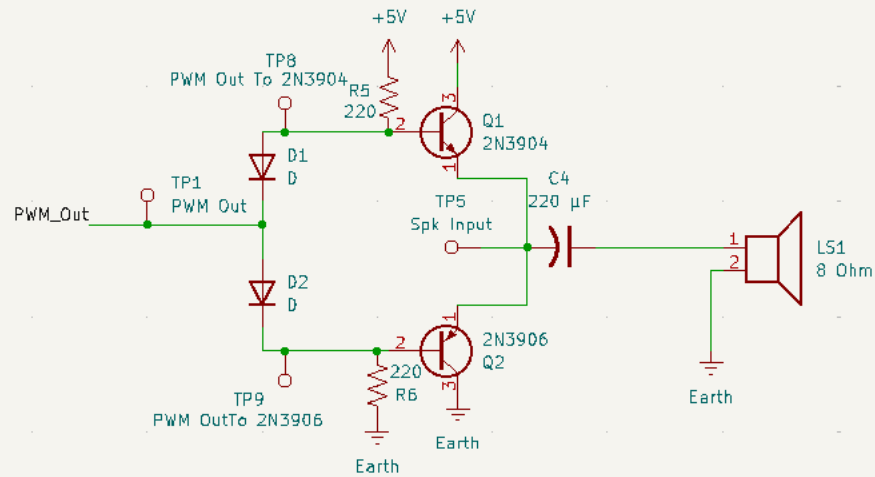 +5V
+5V
TP8
PWM Out To 2N3904
R5
220
3
Q1
2N3904
2
1
D1
D
TP1
PWM Out
PWM_Out
C4
220 µF
TP5
Spk Input
1
2
LS1
8 Ohm
D2
D
1
2N3906
Q2
2
3
220
R6
TP9
PWM OutTo 2N3906
Earth
Earth
Earth